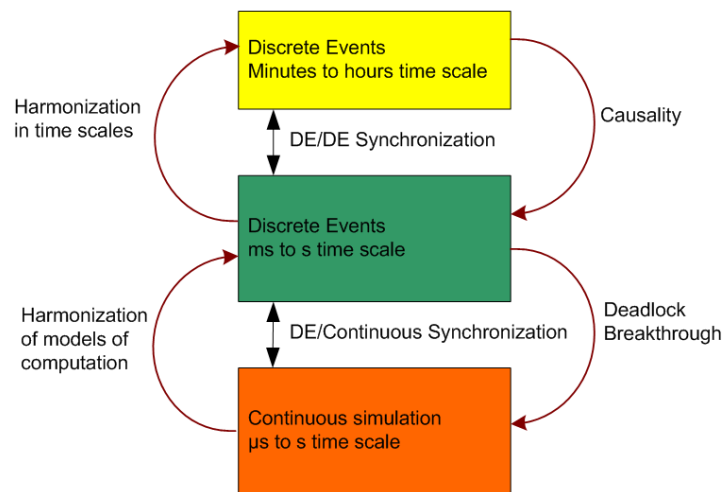 Discrete Events
Minutes to hours time scale
Harmonization
in time scales
Causality
DE/DE Synchronization
Discrete Events
ms to s time scale
Harmonization
of models of
computation
Deadlock
Breakthrough
DE/Continuous Synchronization
Continuous simulation
µs to s time scale